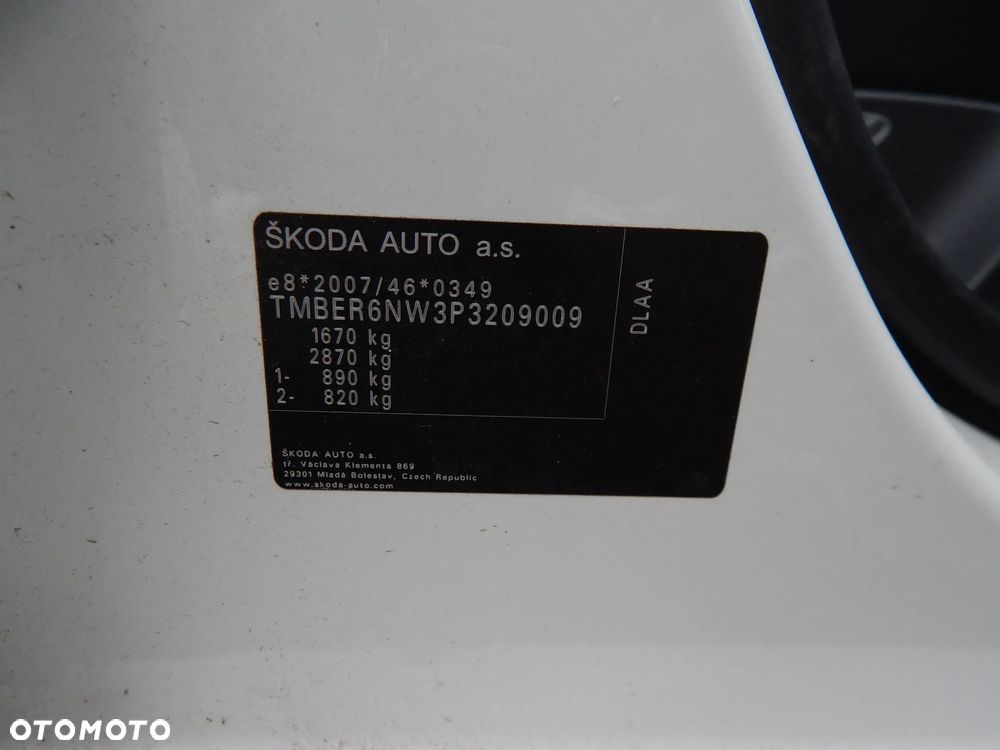 ŠKODA AUTO a.s.
e8*2007/46*0349
TMBER6NW3P3209009
1670 kg
2870 kg
1- 890 kg
2- 820 kg
DLAA
ŠKODA AUTO a.s.
tř. Václava Klementa 869
29301 Mladá Boleslav, Czech Republic
www.skoda-auto.com
OTOMOTO
OTOMOTO